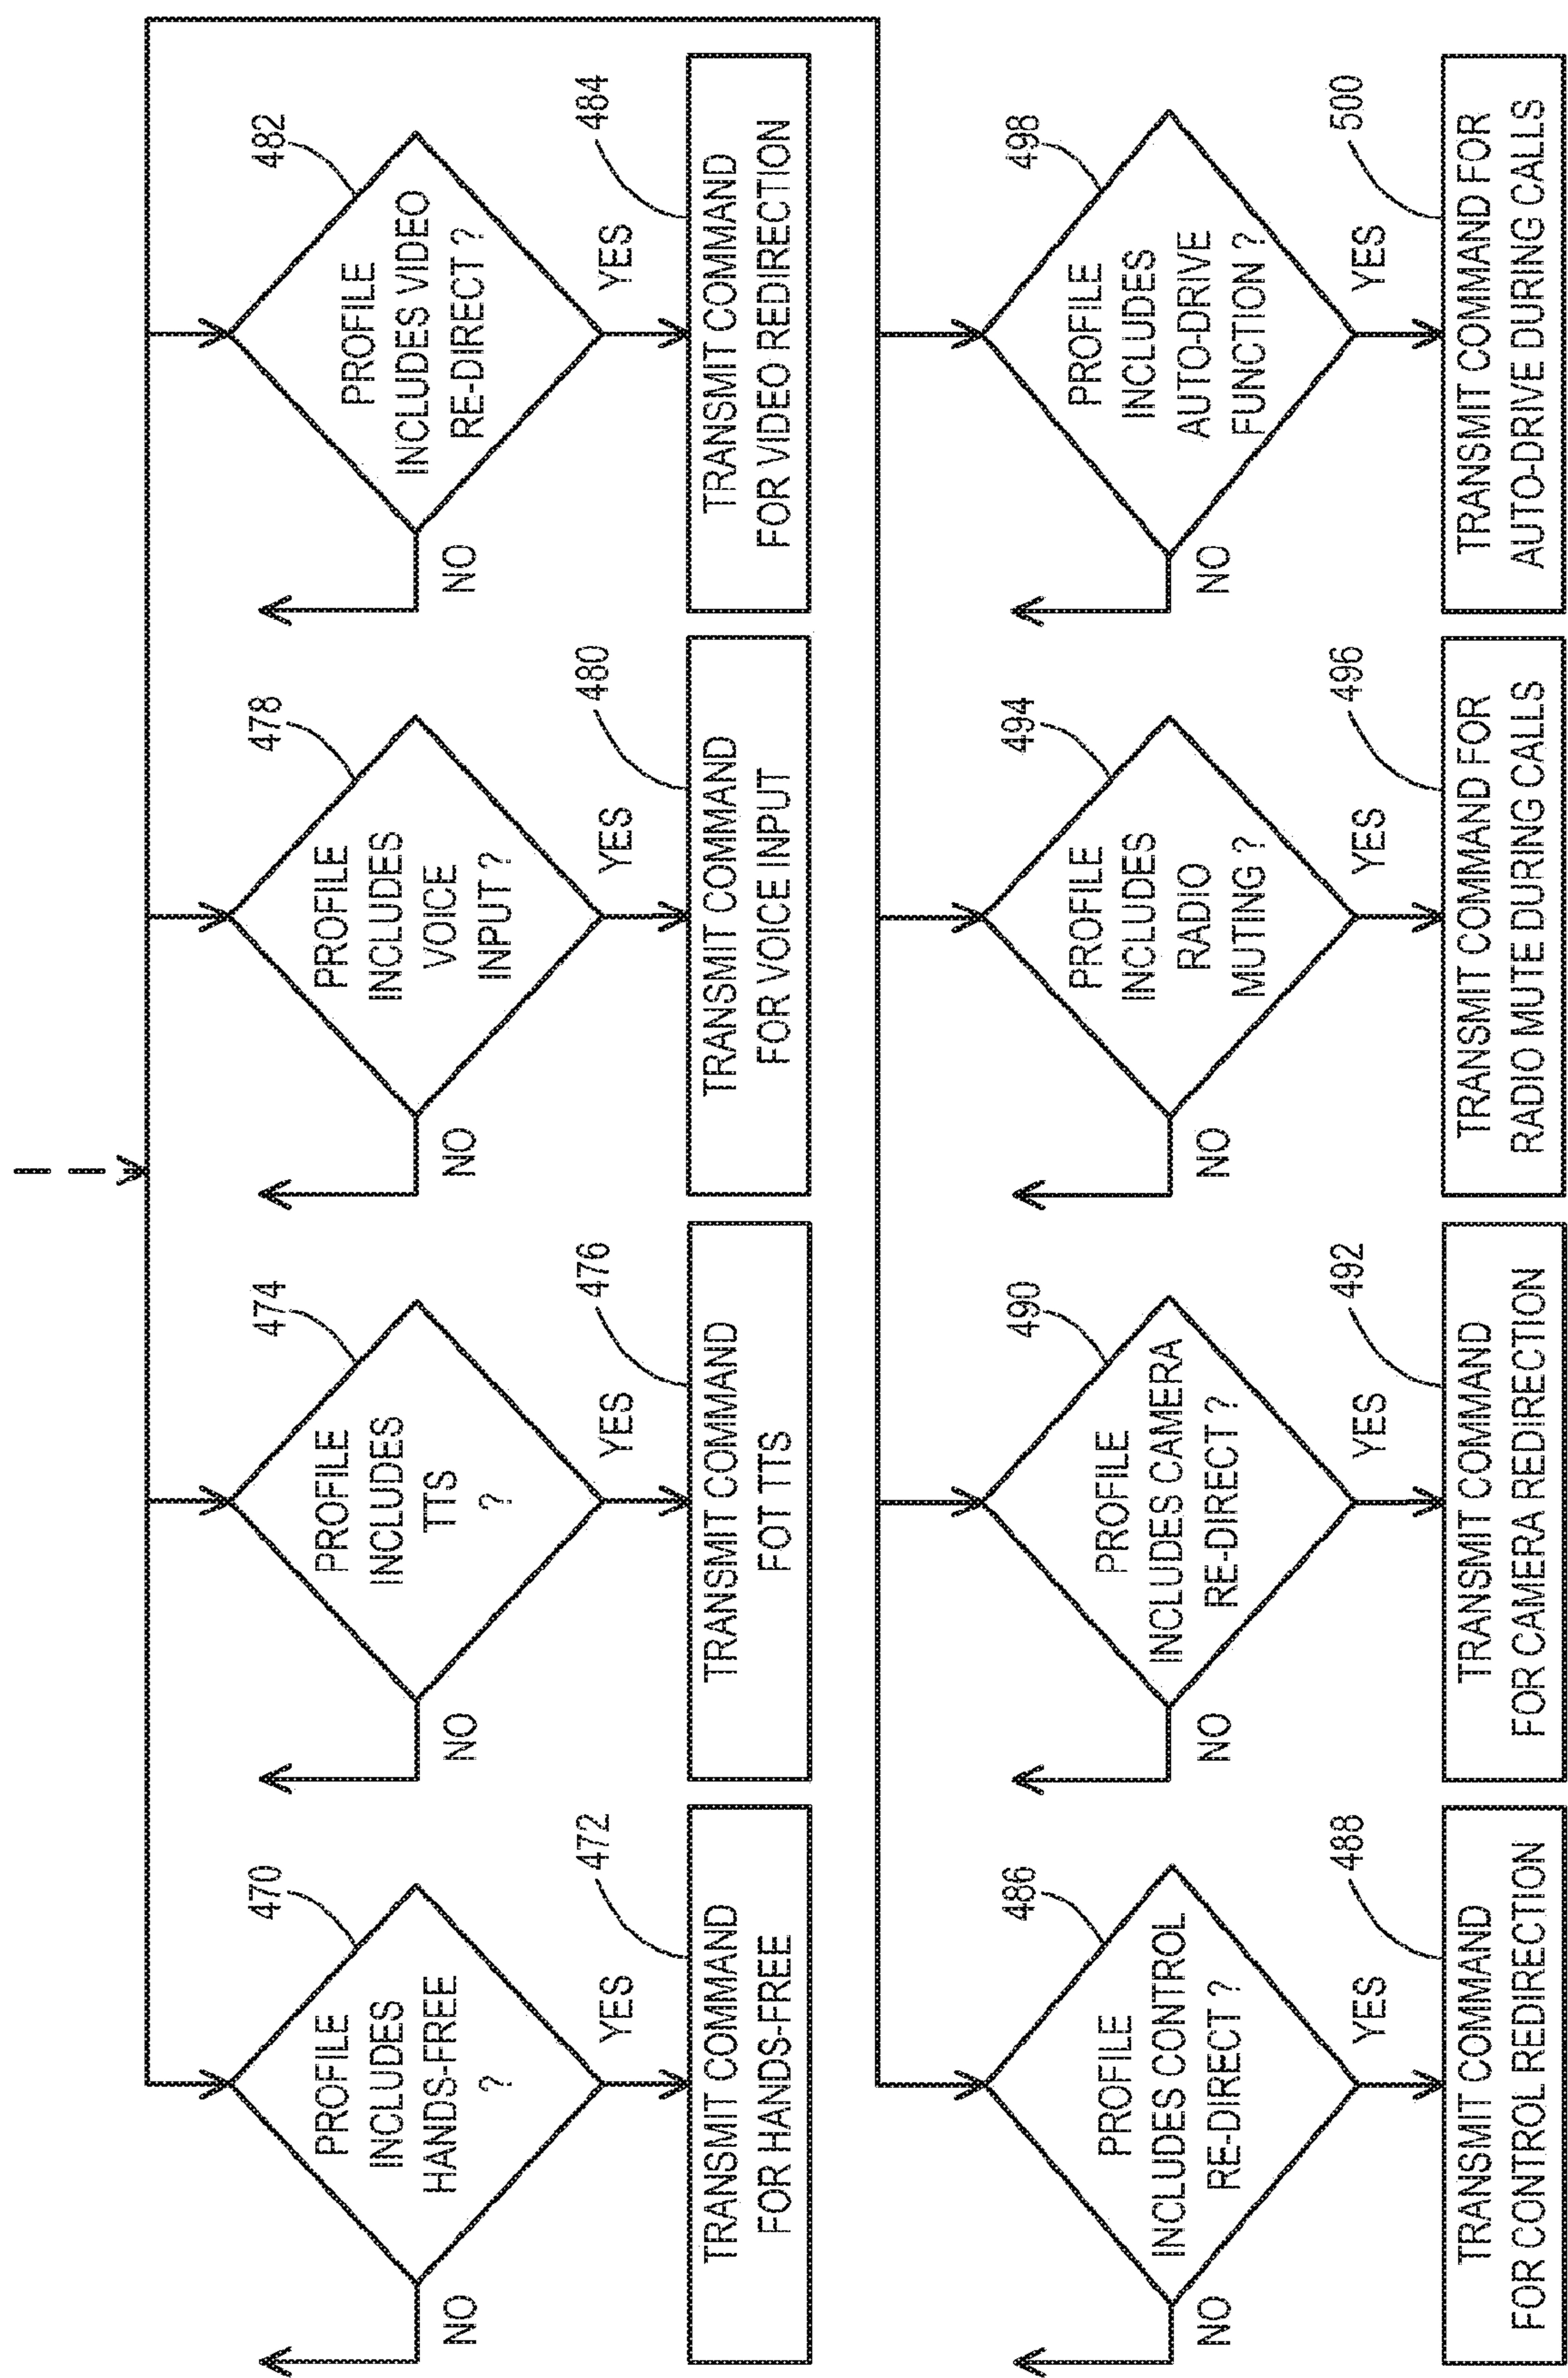 470
PROFILE
INCLUDES
HANDS-FREE
?
NO
YES
472
TRANSMIT COMMAND
FOR HANDS-FREE
474
PROFILE
INCLUDES
TTS
?
NO
YES
476
TRANSMIT COMMAND
FOT TTS
478
PROFILE
INCLUDES
VOICE
INPUT ?
NO
YES
480
TRANSMIT COMMAND
FOR VOICE INPUT
482
PROFILE
INCLUDES VIDEO
RE-DIRECT ?
NO
YES
484
TRANSMIT COMMAND
FOR VIDEO REDIRECTION
486
PROFILE
INCLUDES CONTROL
RE-DIRECT ?
NO
YES
488
TRANSMIT COMMAND
FOR CONTROL REDIRECTION
490
PROFILE
INCLUDES CAMERA
RE-DIRECT ?
NO
YES
492
TRANSMIT COMMAND
FOR CAMERA REDIRECTION
494
PROFILE
INCLUDES
RADIO
MUTING ?
NO
YES
496
TRANSMIT COMMAND FOR
RADIO MUTE DURING CALLS
498
PROFILE
INCLUDES
AUTO-DRIVE
FUNCTION ?
NO
YES
500
TRANSMIT COMMAND FOR
AUTO-DRIVE DURING CALLS